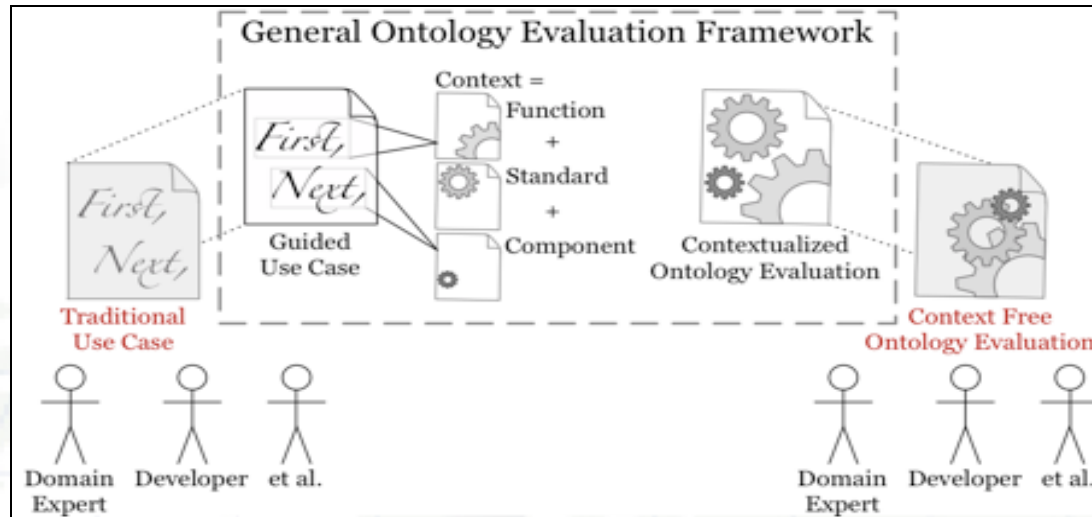 General Ontology Evaluation Framework
Context =
Function
+
Standard
+
Component
First,
Next,
Guided
Use Case
Contextualized
Ontology Evaluation
First,
Next,
Traditional
Use Case
Context Free
Ontology Evaluation
Domain
Expert
Developer
et al.
Domain
Expert
Developer
et al.